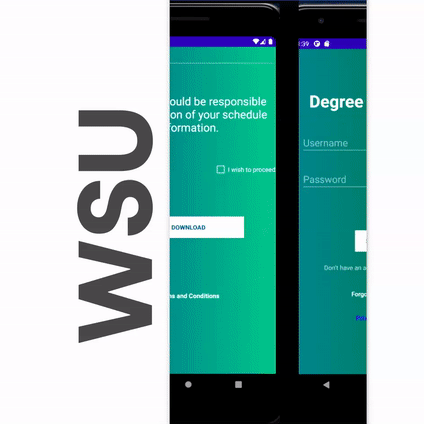 WSU
ould be responsible
on of your schedule
formation.
I wish to proceed
DOWNLOAD
ns and Conditions
:39
Degree
Username
Password
Don't have an a
Forgo